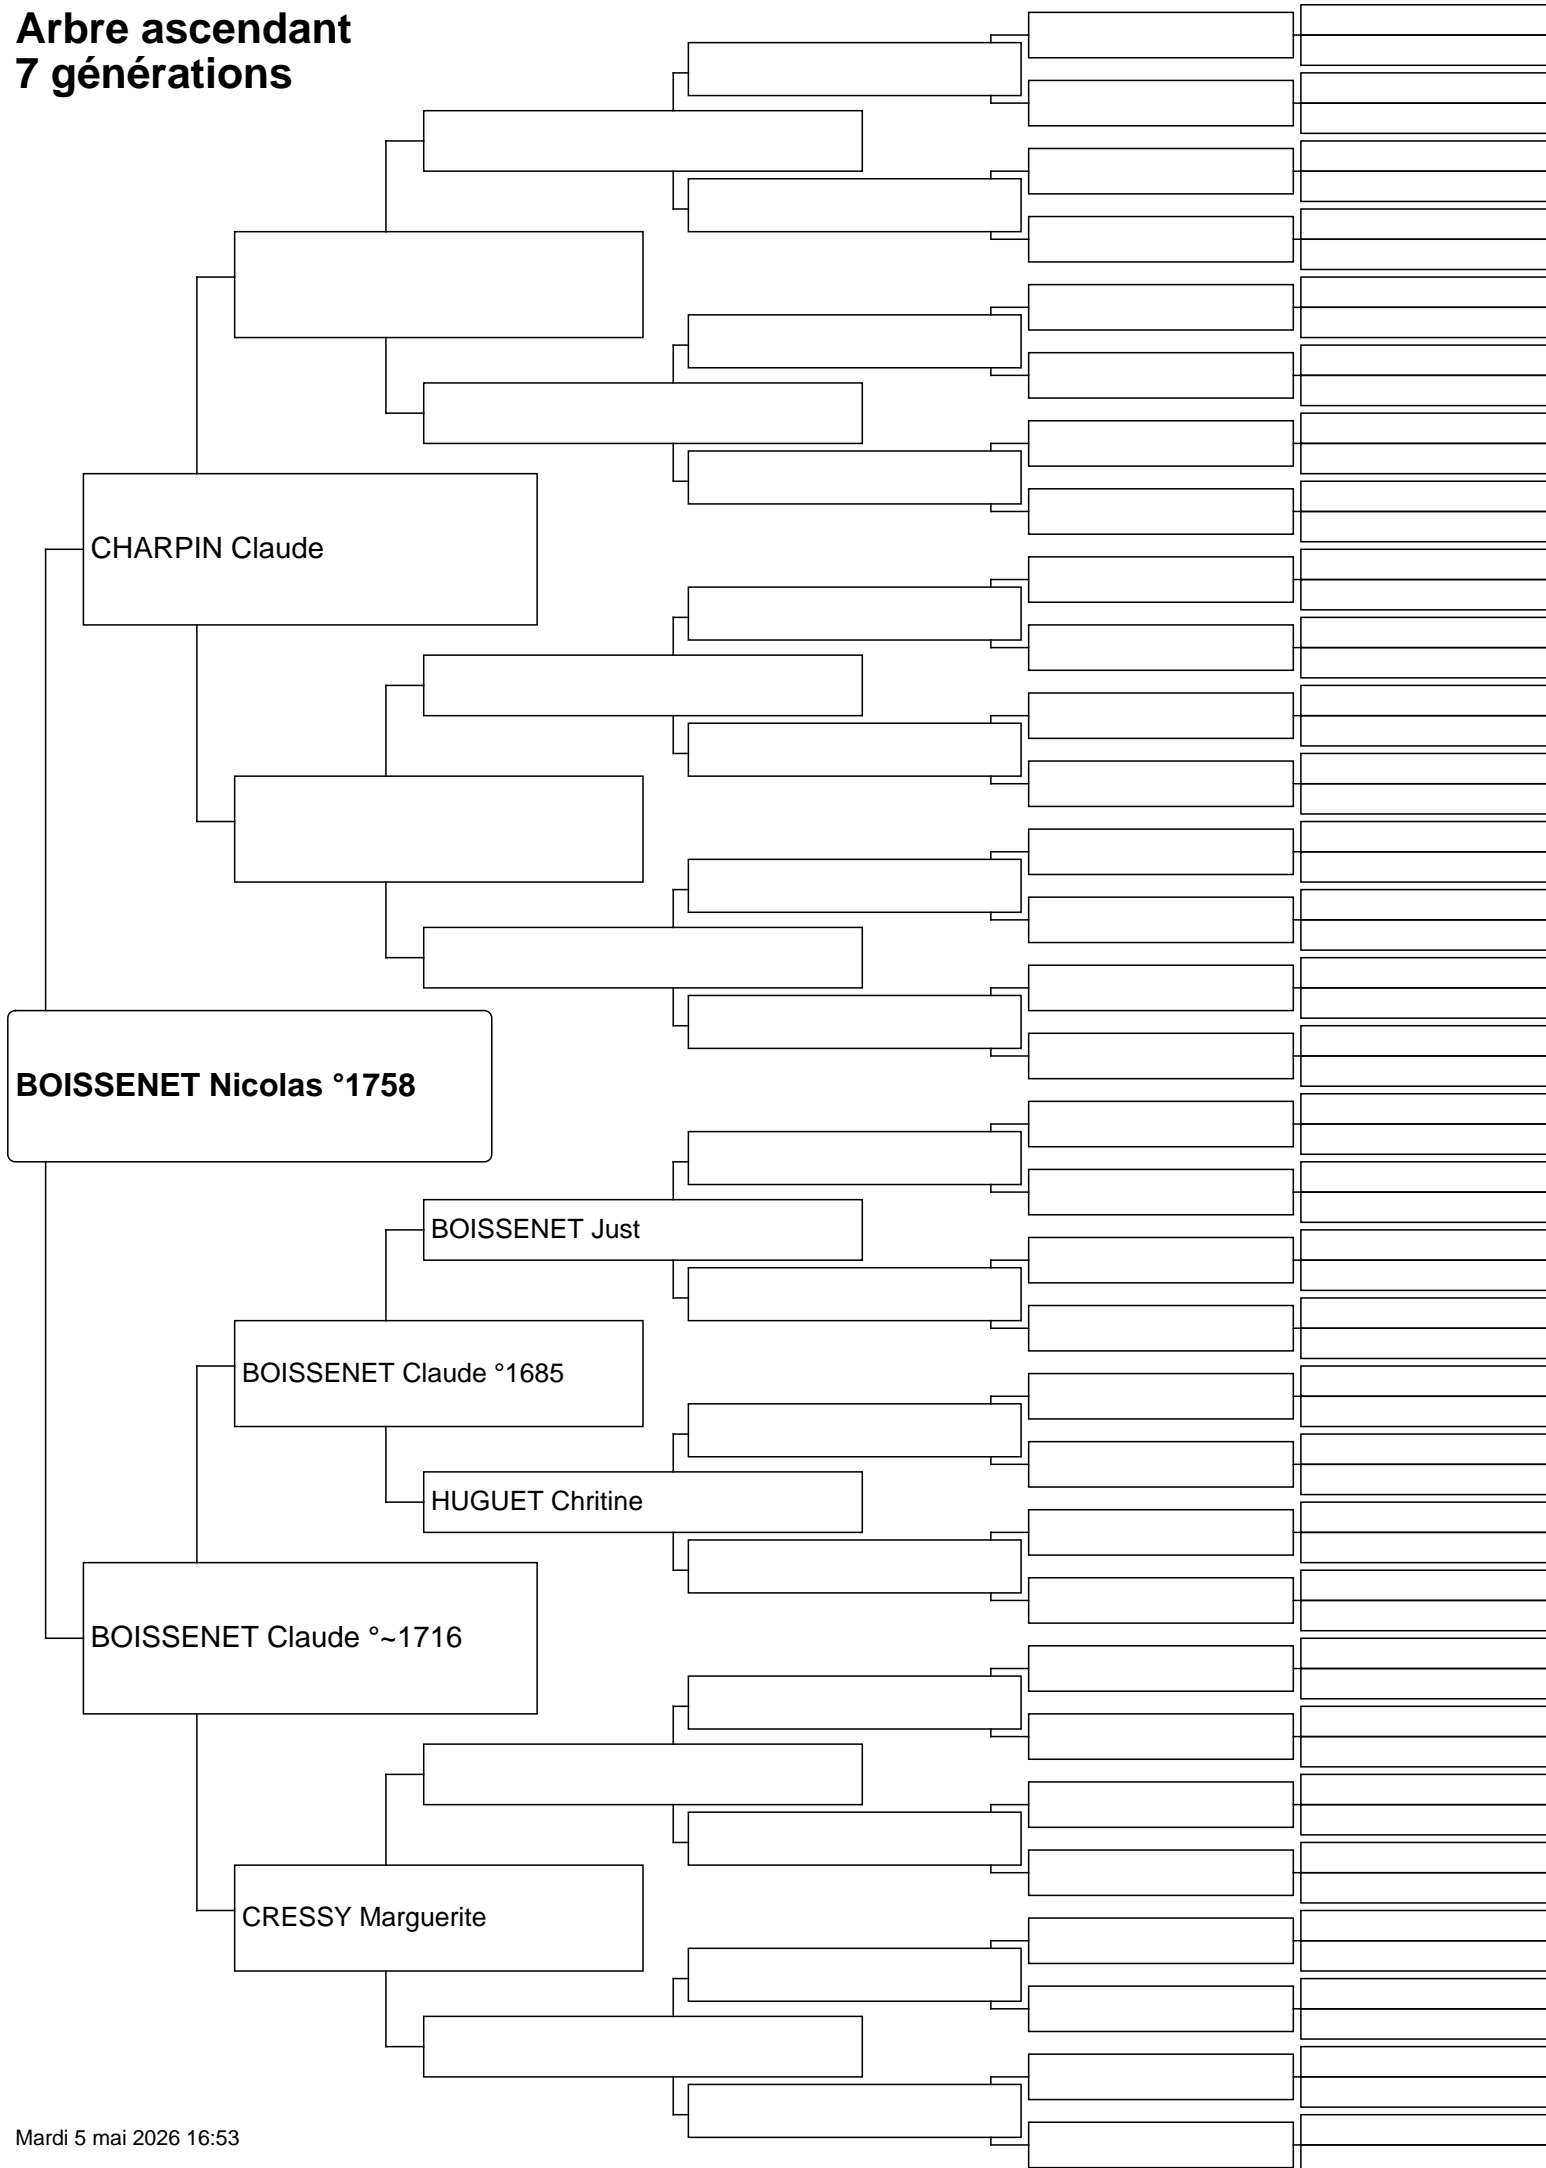 Arbre ascendant
7 générations
CHARPIN Claude
BOISSENET Nicolas °1758
BOISSENET Just
BOISSENET Claude °1685
HUGUET Chritine
BOISSENET Claude °~1716
CRESSY Marguerite
Mardi 5 mai 2026 16:53